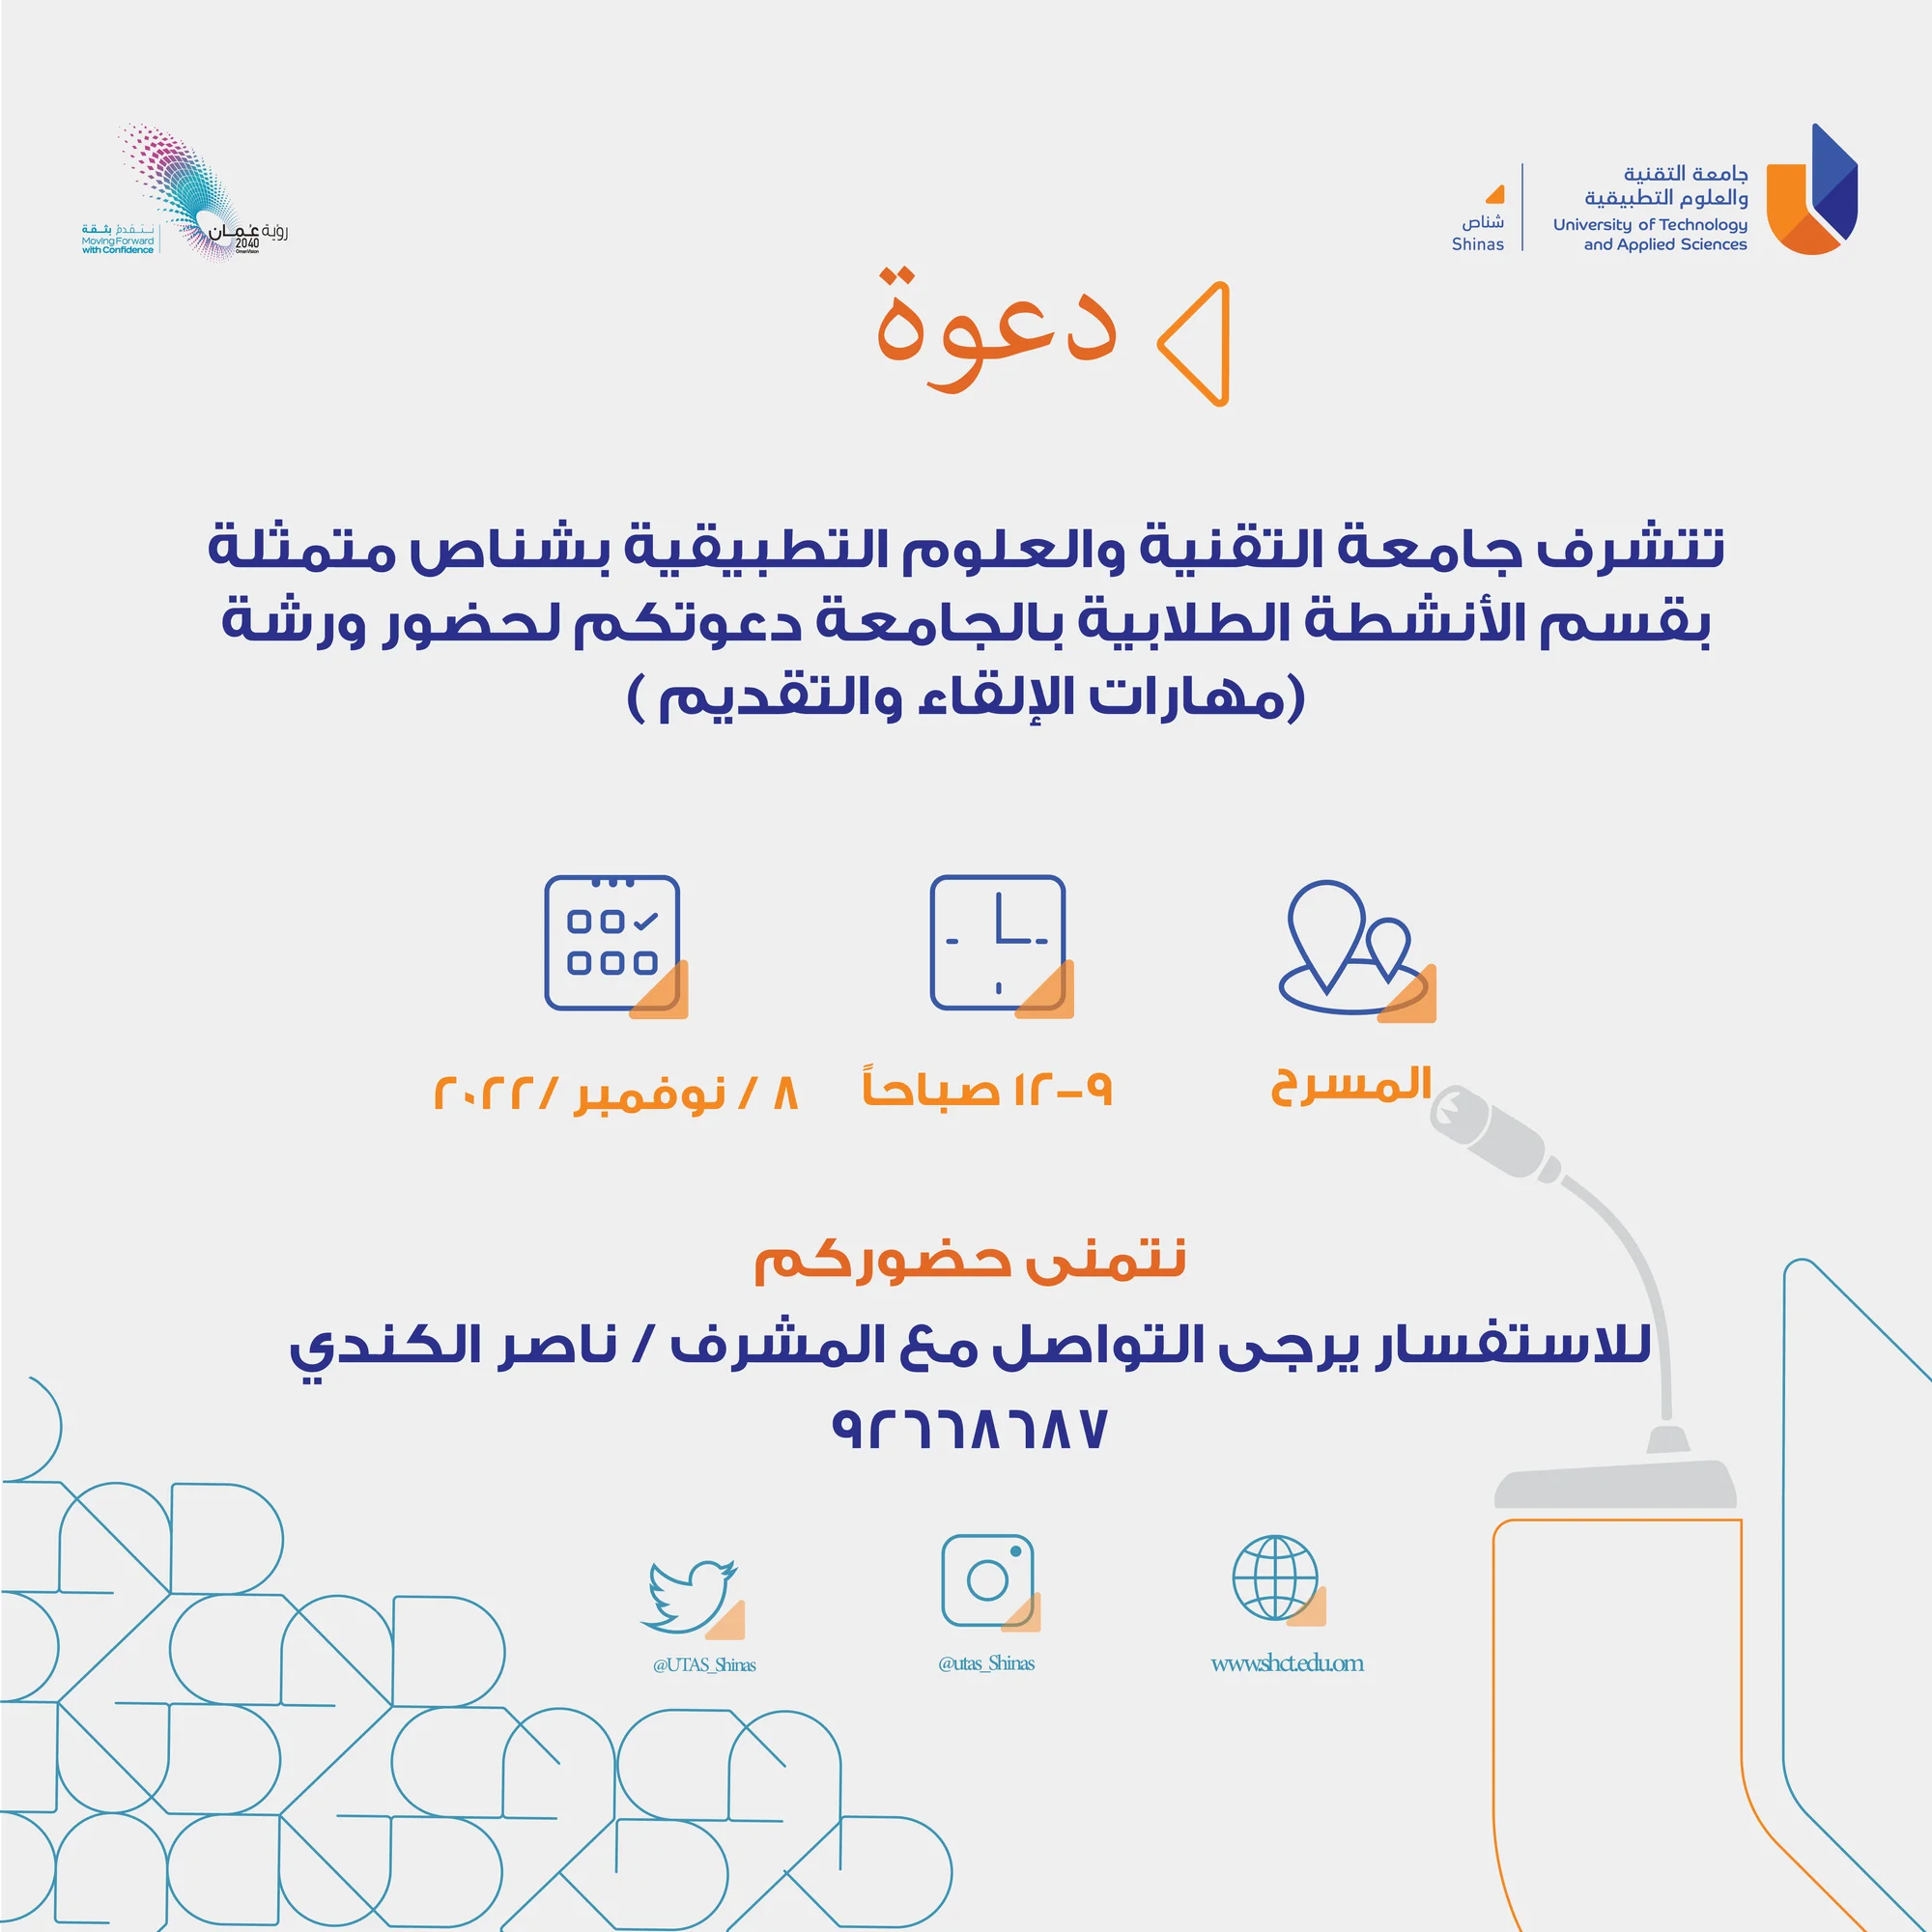 جامعة التقنية
والعلوم التطبيقية
University of Technology
and Applied Sciences
شناص
Shinas
رؤية عُمان
2040
OmanVision
نتقدم بثقة
Moving Forward
with Confidence
دعوة
تتشرف جامعة التقنية والعلوم التطبيقية بشناص متمثلة
بقسم الأنشطة الطلابية بالجامعة دعوتكم لحضور ورشة
(مهارات الإلقاء والتقديم )
المسرح
٩-١٢ صباحاً
٨ / نوفمبر /٢٠٢٢
نتمنى حضوركم
للاستفسار يرجى التواصل مع المشرف / ناصر الكندي
٩٢٦٦٨٦٨٧
www.shct.edu.om
@utas_Shinas
@UTAS_Shinas